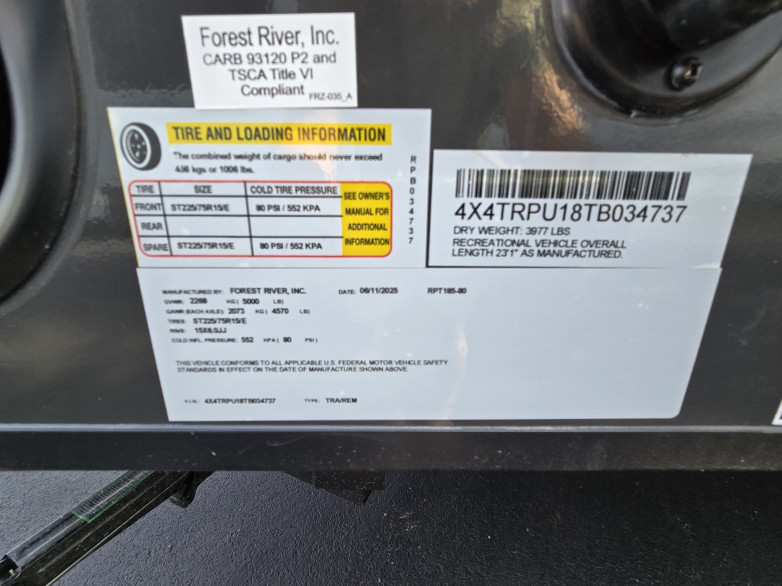 Forest River, Inc.
CARB 93120 P2 and
TSCA Title VI
Compliant
FRZ-035_A
TIRE AND LOADING INFORMATION
The combined weight of cargo should never exceed
456 kgs or 1006 lbs.
TIRE SIZE COLD TIRE PRESSURE
FRONT ST225/75R15/E 80 PSI / 552 KPA
REAR
SPARE ST225/75R15/E 80 PSI / 552 KPA
SEE OWNER'S
MANUAL FOR
ADDITIONAL
INFORMATION
RPB034737
4X4TRPU18TB034737
DRY WEIGHT: 3977 LBS
RECREATIONAL VEHICLE OVERALL
LENGTH 23'1" AS MANUFACTURED.
MANUFACTURED BY: FOREST RIVER, INC. DATE: 06/11/2025 RPT185-80
GVWR: 2268 KG ( 5000 LB)
GAWR (EACH AXLE): 2073 KG ( 4570 LB)
TIRES: ST225/75R15/E
RIMS: 15X6.0JJ
COLD INFL. PRESSURE: 552 KPA ( 80 PSI )
THIS VEHICLE CONFORMS TO ALL APPLICABLE U.S. FEDERAL MOTOR VEHICLE SAFETY
STANDARDS IN EFFECT ON THE DATE OF MANUFACTURE SHOWN ABOVE.
V.I.N.: 4X4TRPU18TB034737 TYPE: TRA/REM